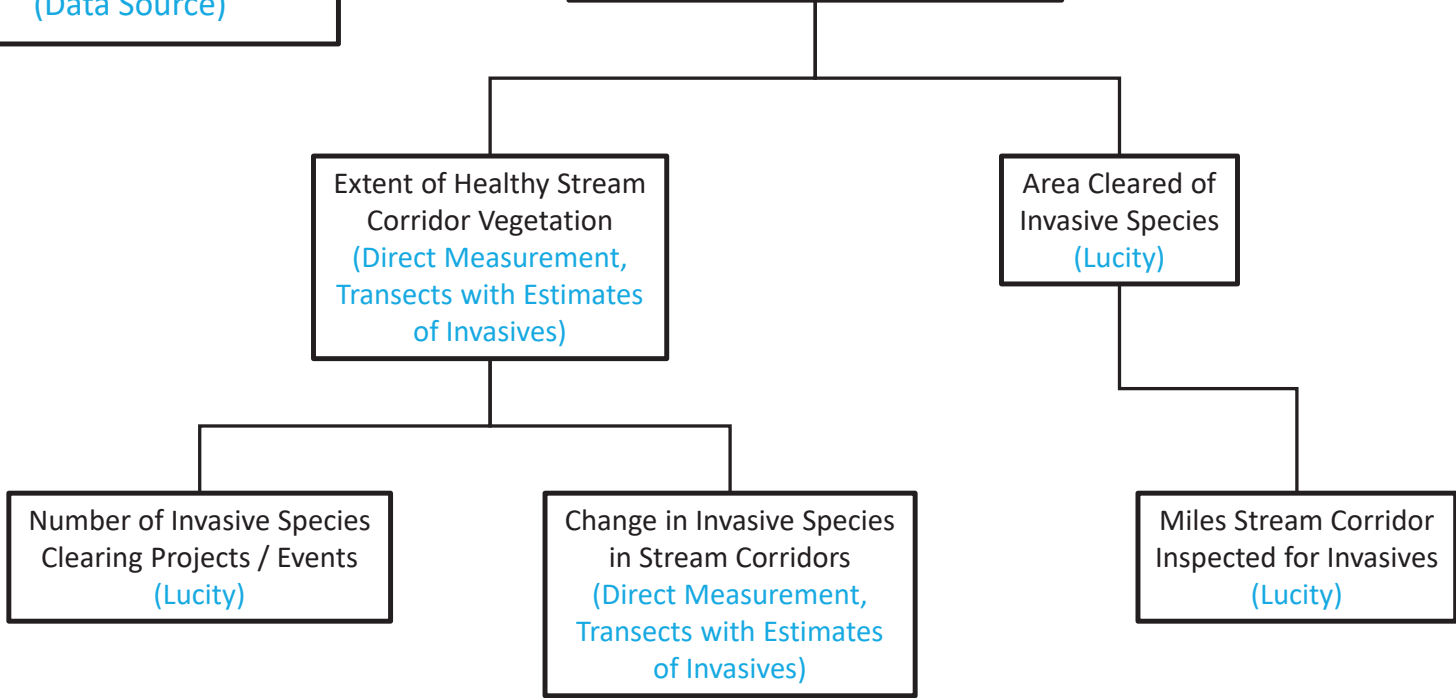 (Data Source)
Extent of Healthy Stream
Corridor Vegetation
(Direct Measurement,
Transects with Estimates
of Invasives)
Area Cleared of
Invasive Species
(Lucity)
Number of Invasive Species
Clearing Projects / Events
(Lucity)
Change in Invasive Species
in Stream Corridors
(Direct Measurement,
Transects with Estimates
of Invasives)
Miles Stream Corridor
Inspected for Invasives
(Lucity)